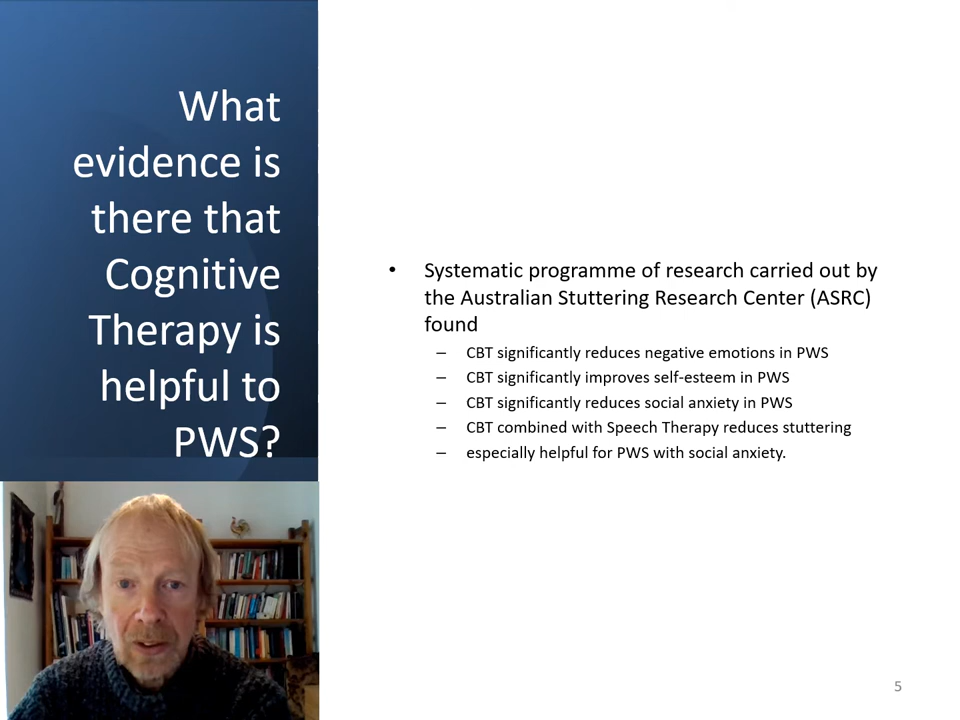 What
evidence is
there that
Cognitive
Therapy is
helpful to
PWS?
• Systematic programme of research carried out by
the Australian Stuttering Research Center (ASRC)
found
– CBT significantly reduces negative emotions in PWS
– CBT significantly improves self-esteem in PWS
– CBT significantly reduces social anxiety in PWS
– CBT combined with Speech Therapy reduces stuttering
– especially helpful for PWS with social anxiety.
5